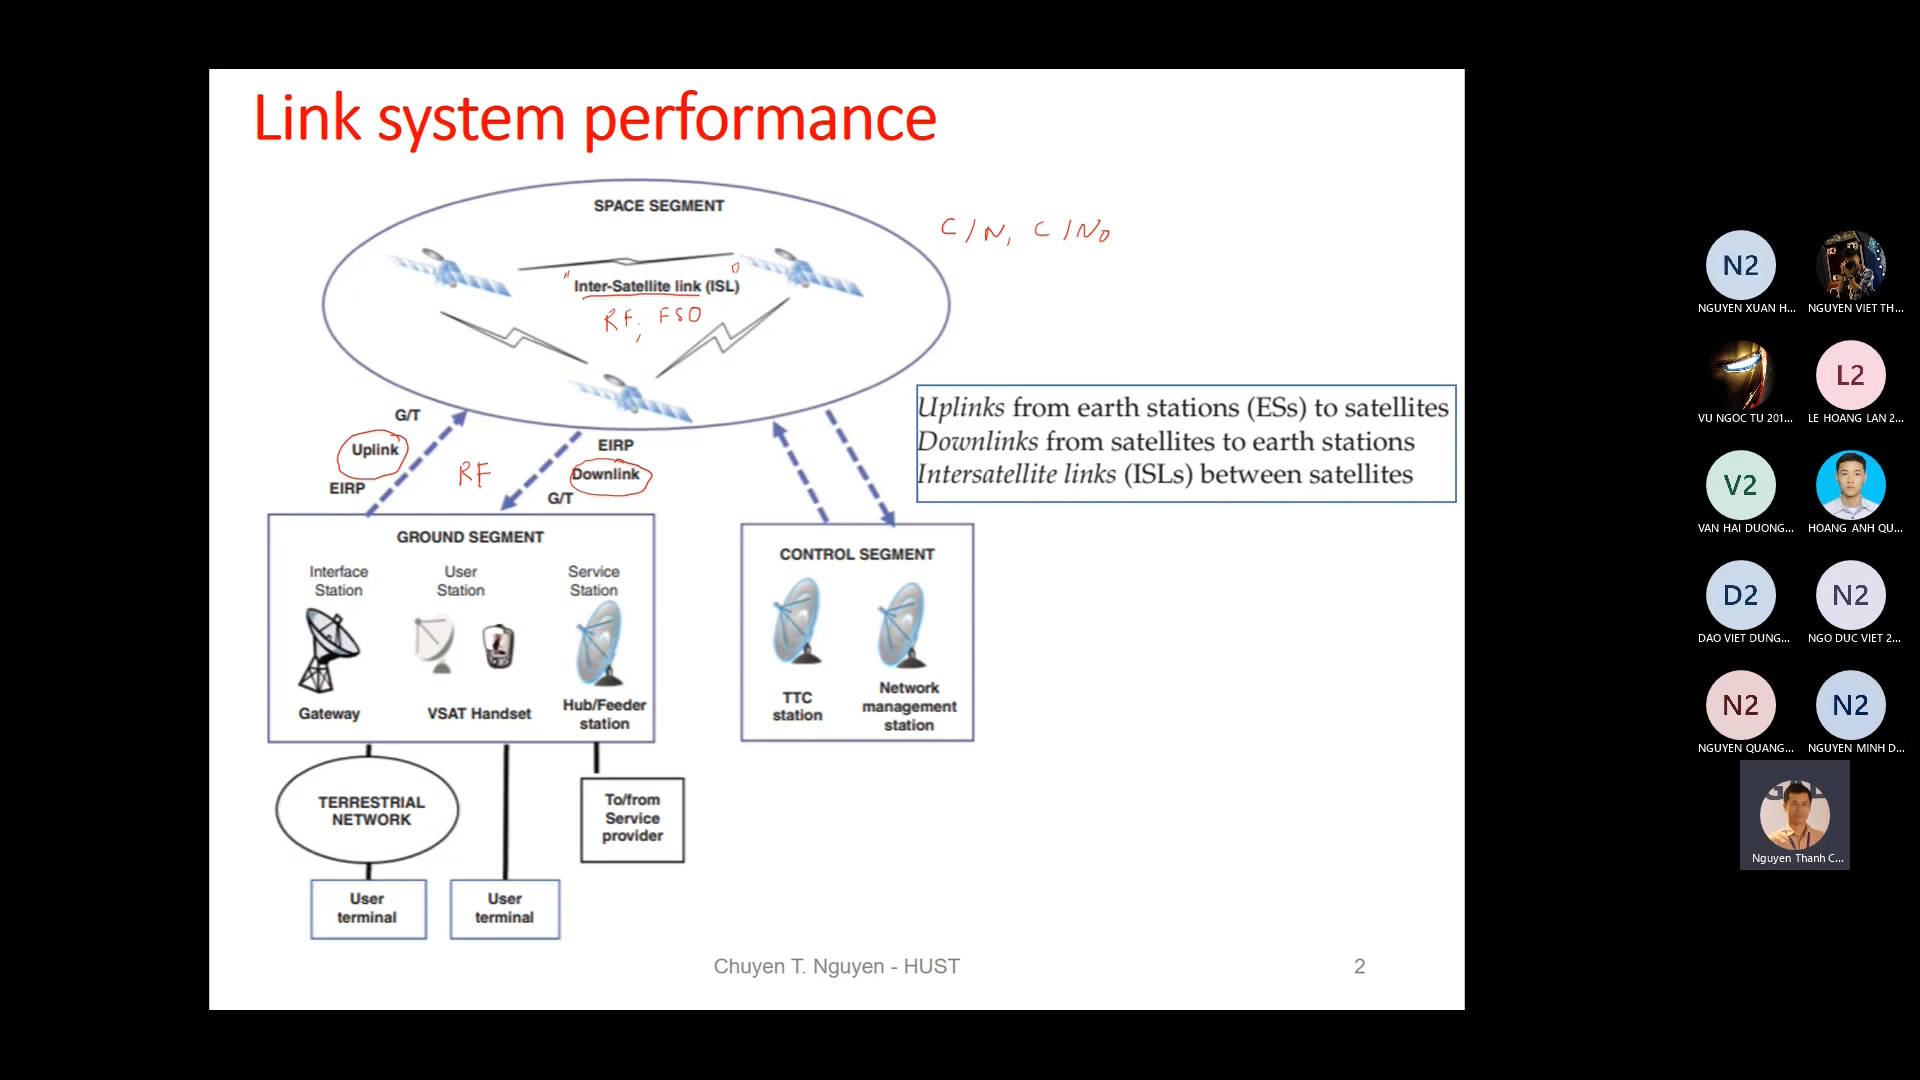 Link system performance
SPACE SEGMENT
C/N, C/N₀
" Inter-Satellite link (ISL)
RF, FSO
G/T
Uplink
EIRP
RF
EIRP
Downlink
G/T
Uplinks from earth stations (ESs) to satellites
Downlinks from satellites to earth stations
Intersatellite links (ISLs) between satellites
GROUND SEGMENT
Interface
Station
User
Station
Service
Station
Gateway
VSAT Handset
Hub/Feeder
station
CONTROL SEGMENT
TTC
station
Network
management
station
TERRESTRIAL
NETWORK
To/from
Service
provider
User
terminal
User
terminal
Chuyen T. Nguyen - HUST
2
N2
NGUYEN XUAN H...
NGUYEN VIET TH...
VU NGOC TU 201...
L2
LE HOANG LAN 2...
V2
VAN HAI DUONG...
HOANG ANH QU...
D2
DAO VIET DUNG...
N2
NGO DUC VIET 2...
N2
NGUYEN QUANG...
N2
NGUYEN MINH D...
Nguyen Thanh C...